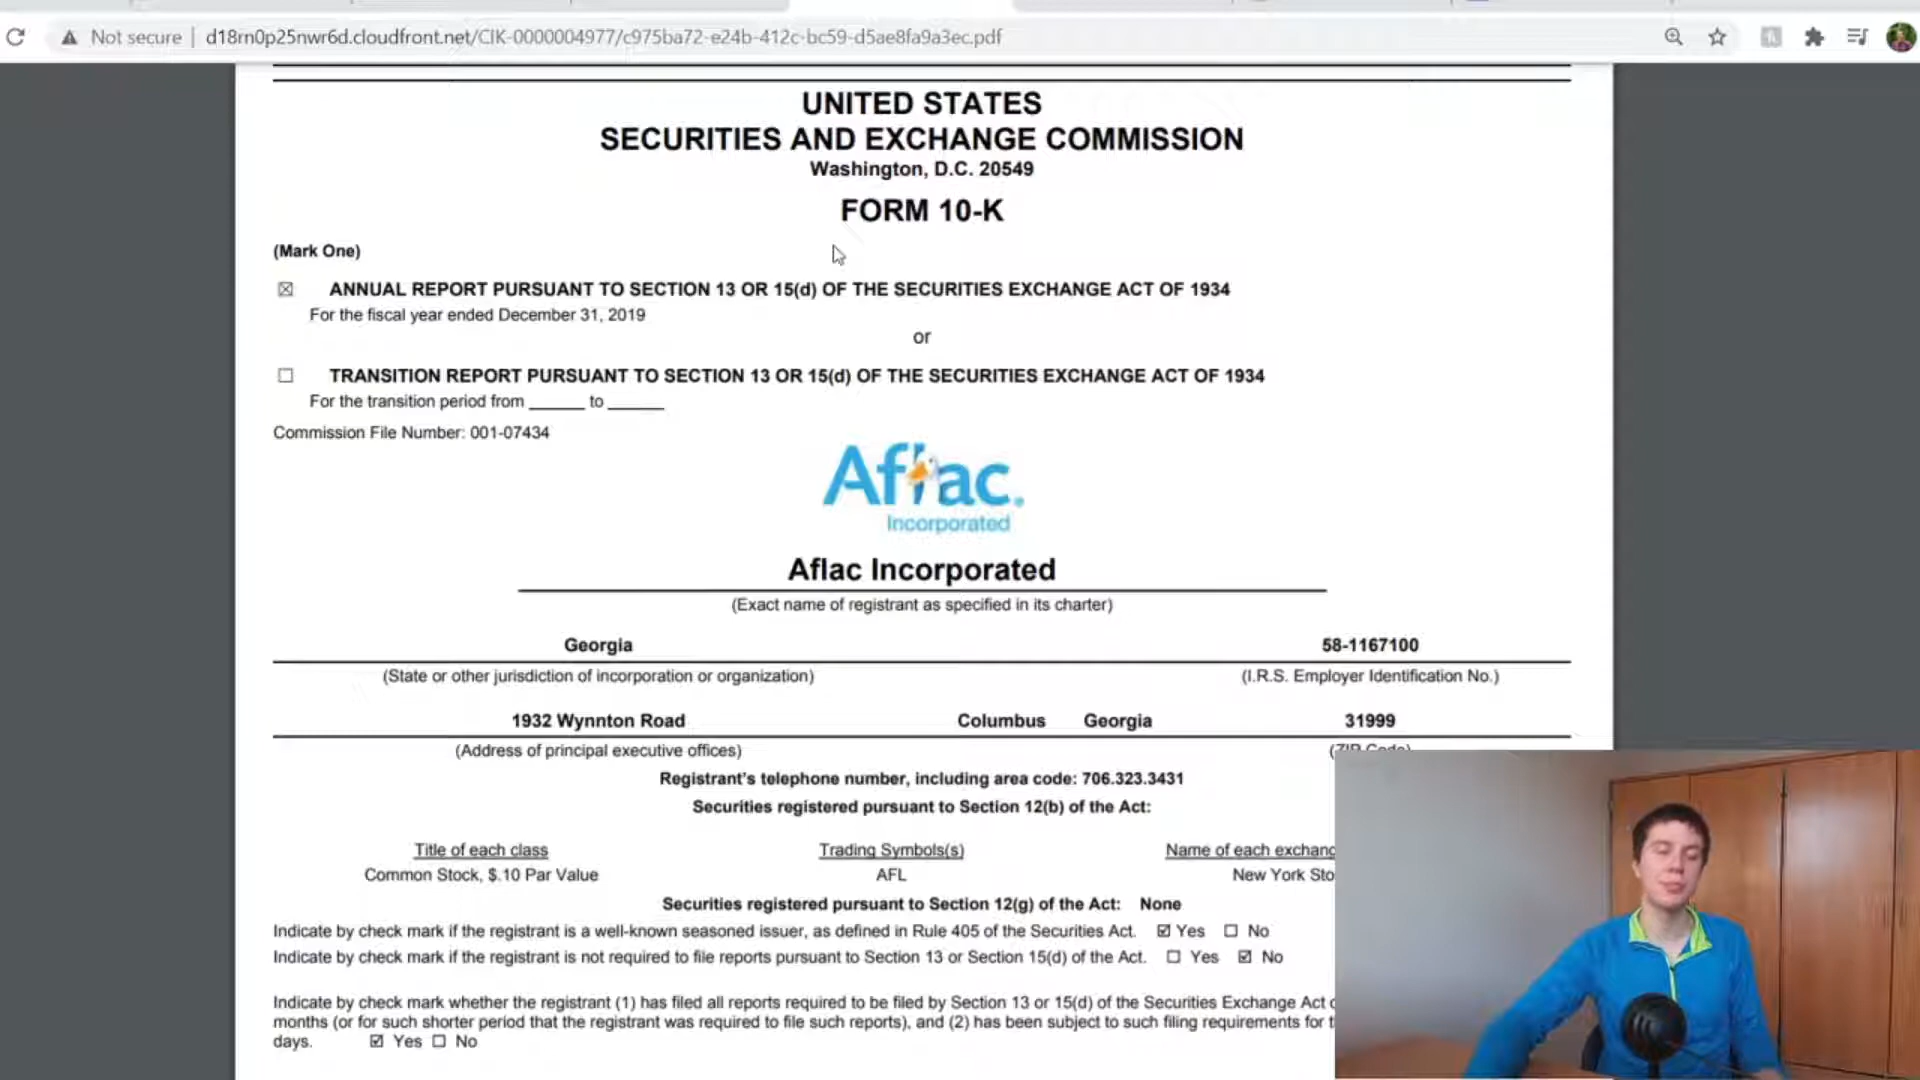 Not secure | d18rn0p25nwr6d.cloudfront.net/CIK-0000004977/c975ba72-e24b-412c-bc59-d5ae8fa9a3ec.pdf
UNITED STATES
SECURITIES AND EXCHANGE COMMISSION
Washington, D.C. 20549
FORM 10-K
(Mark One)
☒ ANNUAL REPORT PURSUANT TO SECTION 13 OR 15(d) OF THE SECURITIES EXCHANGE ACT OF 1934
For the fiscal year ended December 31, 2019
or
☐ TRANSITION REPORT PURSUANT TO SECTION 13 OR 15(d) OF THE SECURITIES EXCHANGE ACT OF 1934
For the transition period from ______ to ______
Commission File Number: 001-07434
Aflac.
Incorporated
Aflac Incorporated
(Exact name of registrant as specified in its charter)
Georgia 58-1167100
(State or other jurisdiction of incorporation or organization) (I.R.S. Employer Identification No.)
1932 Wynnton Road Columbus Georgia 31999
(Address of principal executive offices) (ZIP Code)
Registrant's telephone number, including area code: 706.323.3431
Securities registered pursuant to Section 12(b) of the Act:
Title of each class Trading Symbols(s) Name of each exchang
Common Stock, $.10 Par Value AFL New York Sto
Securities registered pursuant to Section 12(g) of the Act: None
Indicate by check mark if the registrant is a well-known seasoned issuer, as defined in Rule 405 of the Securities Act. ☑ Yes ☐ No
Indicate by check mark if the registrant is not required to file reports pursuant to Section 13 or Section 15(d) of the Act. ☐ Yes ☑ No
Indicate by check mark whether the registrant (1) has filed all reports required to be filed by Section 13 or 15(d) of the Securities Exchange Act
months (or for such shorter period that the registrant was required to file such reports), and (2) has been subject to such filing requirements for
days. ☑ Yes ☐ No